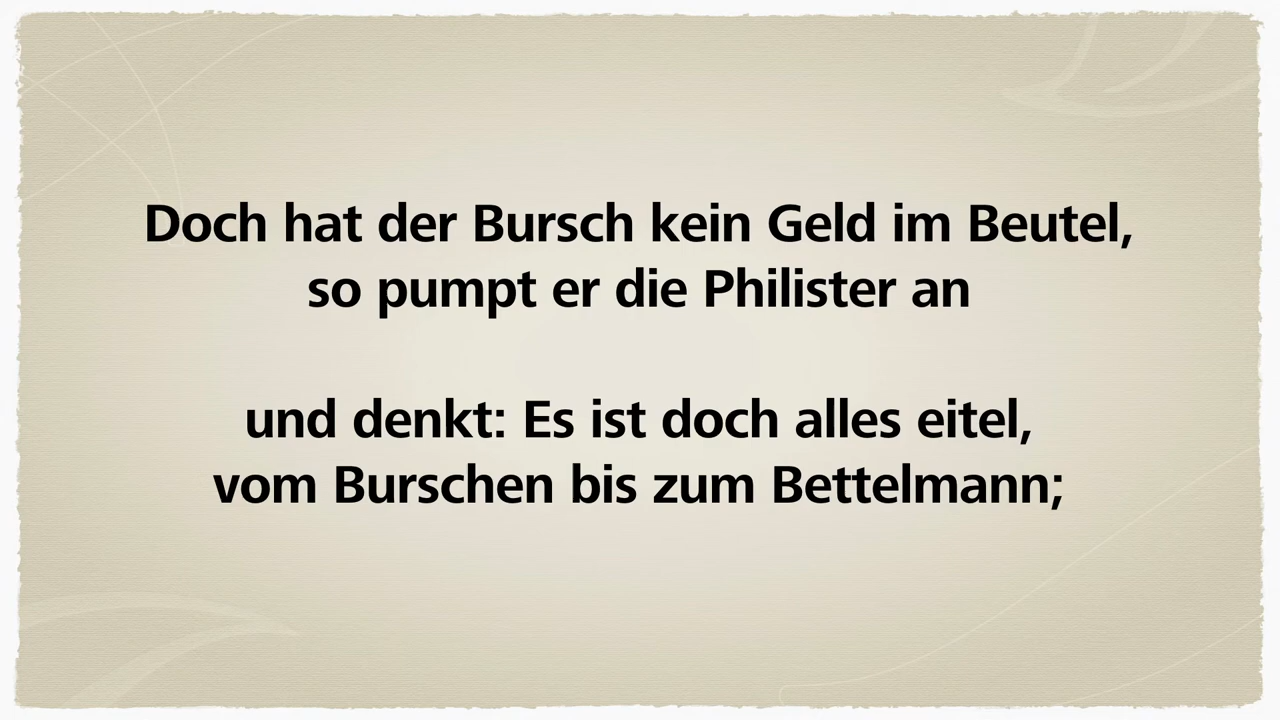 Doch hat der Bursch kein Geld im Beutel,
so pumpt er die Philister an
und denkt: Es ist doch alles eitel,
vom Burschen bis zum Bettelmann;